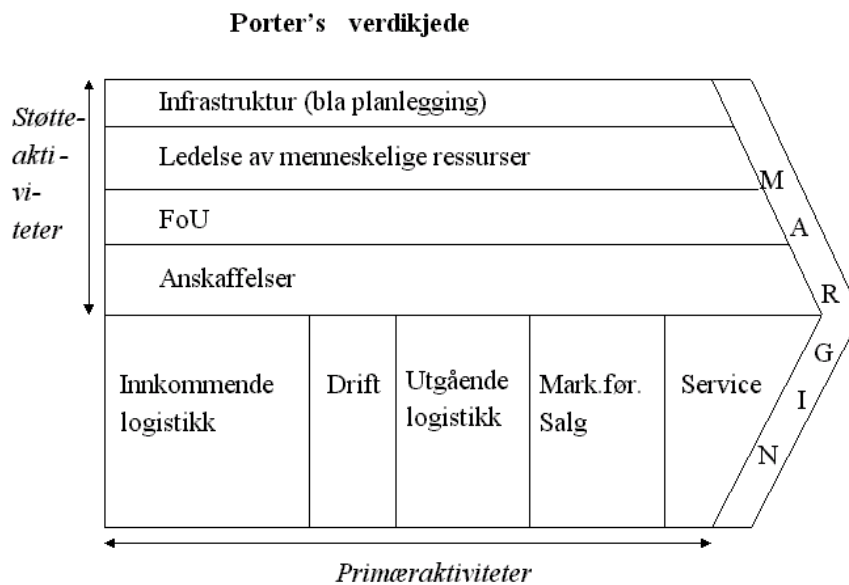 Porter's verdikjede
Støtte-
akti-
vi-
teter
Infrastruktur (bla planlegging)
Ledelse av menneskelige ressurser
FoU
Anskaffelser
Innkommende
logistikk
Drift
Utgående
logistikk
Mark.før.
Salg
Service
M
A
R
G
I
N
Primæraktiviteter